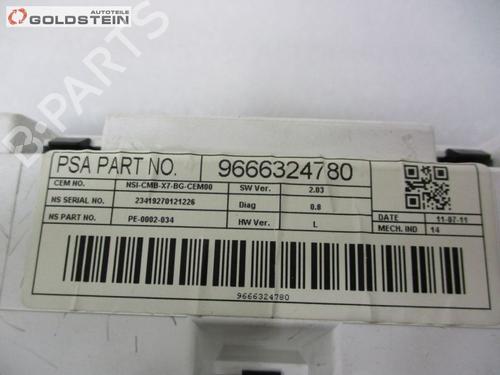 AUTOTEILE
GOLDSTEIN
PSA PART NO. 9666324780
CEM NO. NSI-CMB-X7-BG-CEM00 SW Ver. 2.03
NS SERIAL NO. 23419270121226 Diag 0.8
NS PART NO. PE-0002-034 HW Ver. L
DATE 11-07-11
MECH. IND 14
9666324780